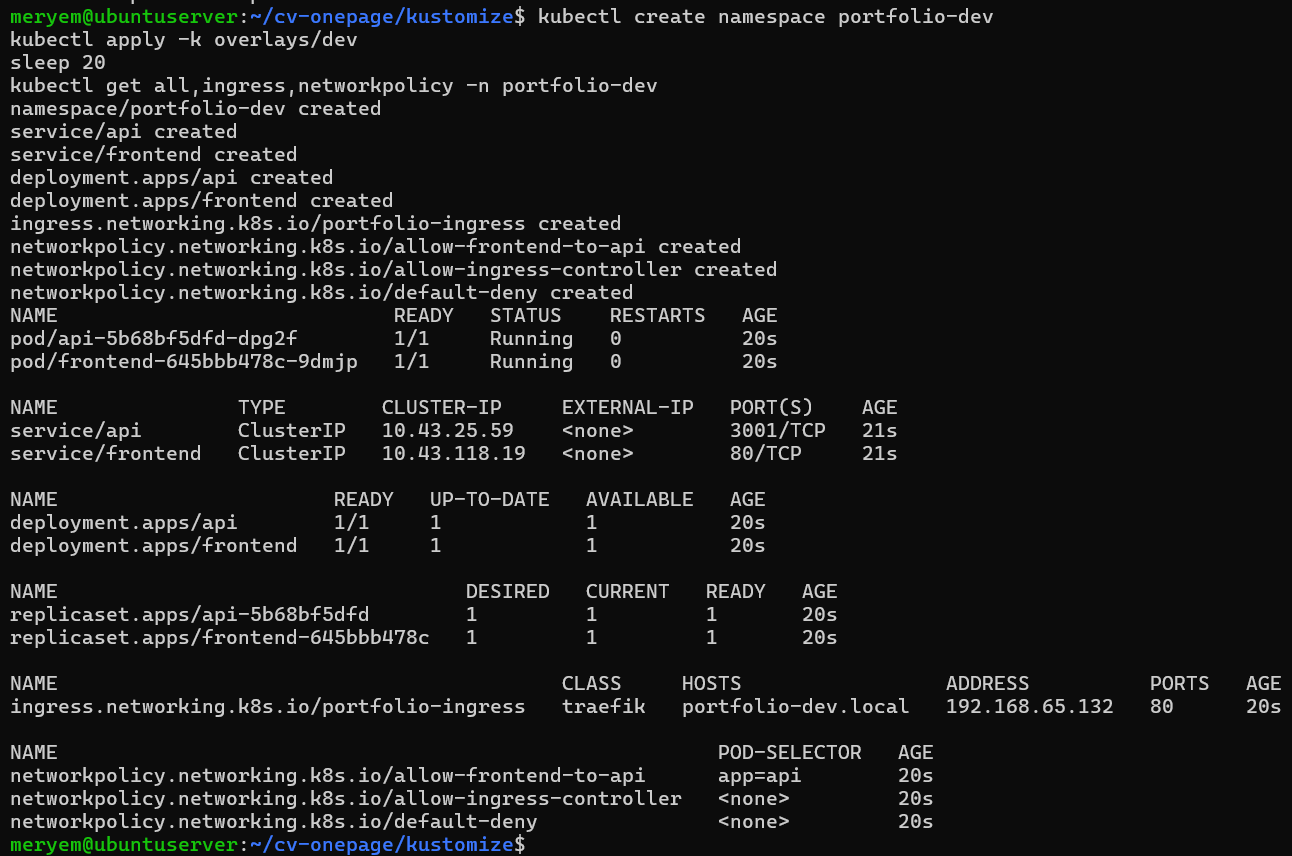 meryem@ubuntuserver:~/cv-onepage/kustomize$ kubectl create namespace portfolio-dev
kubectl apply -k overlays/dev
sleep 20
kubectl get all,ingress,networkpolicy -n portfolio-dev
namespace/portfolio-dev created
service/api created
service/frontend created
deployment.apps/api created
deployment.apps/frontend created
ingress.networking.k8s.io/portfolio-ingress created
networkpolicy.networking.k8s.io/allow-frontend-to-api created
networkpolicy.networking.k8s.io/allow-ingress-controller created
networkpolicy.networking.k8s.io/default-deny created
NAME                            READY   STATUS    RESTARTS   AGE
pod/api-5b68bf5dfd-dpg2f        1/1     Running   0          20s
pod/frontend-645bbb478c-9dmjp   1/1     Running   0          20s

NAME               TYPE        CLUSTER-IP     EXTERNAL-IP   PORT(S)    AGE
service/api        ClusterIP   10.43.25.59    <none>        3001/TCP   21s
service/frontend   ClusterIP   10.43.118.19   <none>        80/TCP     21s

NAME                       READY   UP-TO-DATE   AVAILABLE   AGE
deployment.apps/api        1/1     1            1           20s
deployment.apps/frontend   1/1     1            1           20s

NAME                                  DESIRED   CURRENT   READY   AGE
replicaset.apps/api-5b68bf5dfd        1         1         1       20s
replicaset.apps/frontend-645bbb478c   1         1         1       20s

NAME                                          CLASS     HOSTS                 ADDRESS          PORTS   AGE
ingress.networking.k8s.io/portfolio-ingress   traefik   portfolio-dev.local   192.168.65.132   80      20s

NAME                                                       POD-SELECTOR   AGE
networkpolicy.networking.k8s.io/allow-frontend-to-api      app=api        20s
networkpolicy.networking.k8s.io/allow-ingress-controller   <none>         20s
networkpolicy.networking.k8s.io/default-deny               <none>         20s
meryem@ubuntuserver:~/cv-onepage/kustomize$